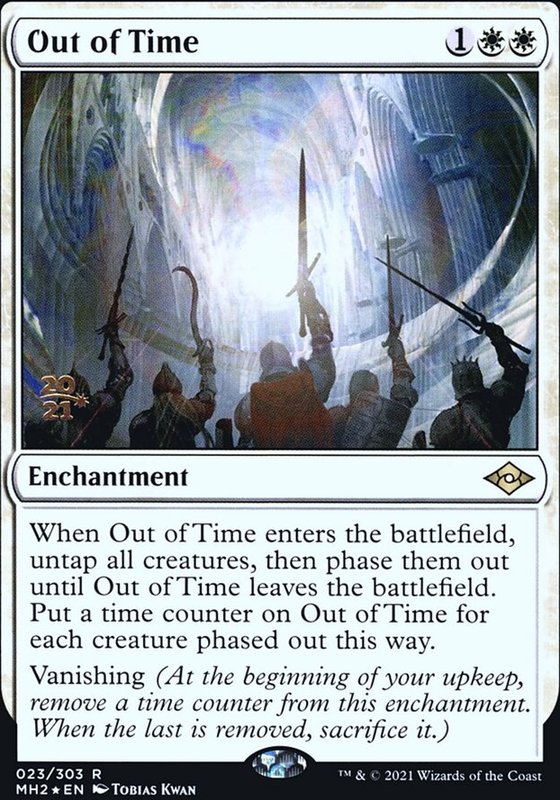 Out of Time 1
20
21
Enchantment
When Out of Time enters the battlefield,
untap all creatures, then phase them out
until Out of Time leaves the battlefield.
Put a time counter on Out of Time for
each creature phased out this way.
Vanishing (At the beginning of your upkeep,
remove a time counter from this enchantment.
When the last is removed, sacrifice it.)
023/303 R
MH2★EN Tobias Kwan
™ & © 2021 Wizards of the Coast